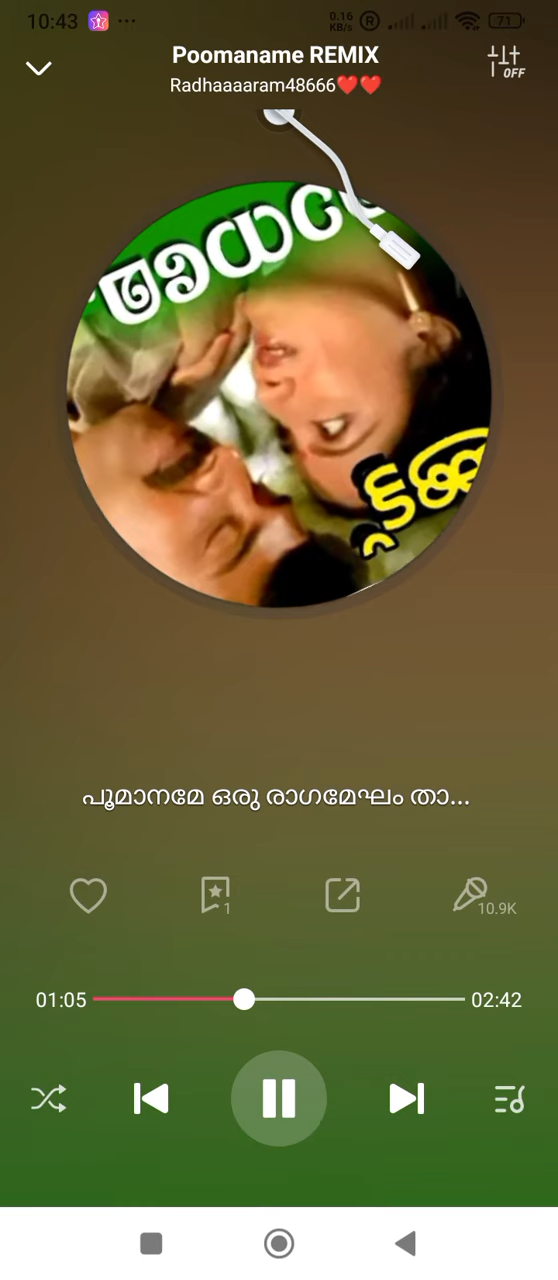 10:43
0.16
KB/s
R
71
Poomaname REMIX
Radhaaaaram48666❤️❤️
OFF
പൂമാനമേ ഒരു രാഗമേഘം താ...
1
10.9K
01:05
02:42